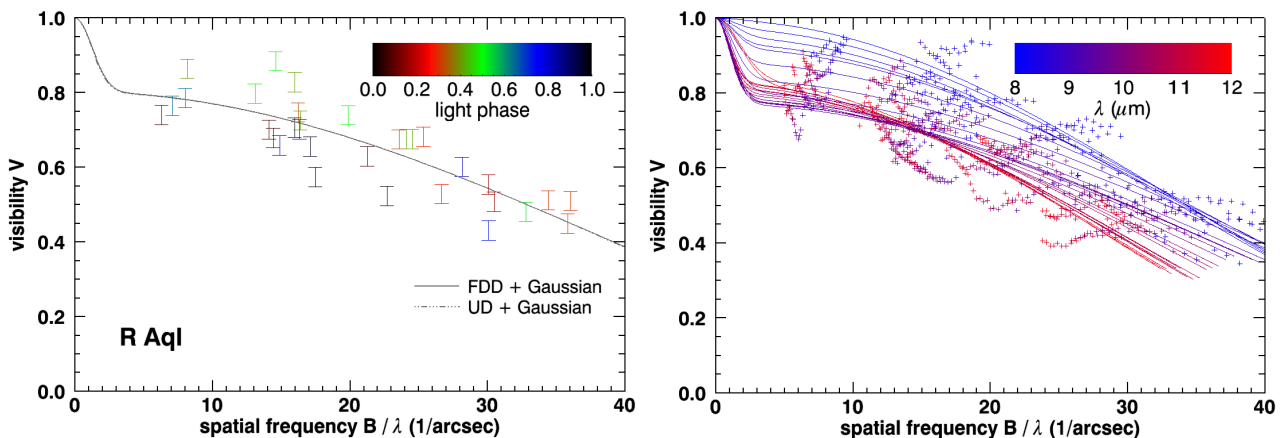 1.0
0.8
0.6
0.4
0.2
0.0
visibility V
0.0 0.2 0.4 0.6 0.8 1.0
light phase
FDD + Gaussian
UD + Gaussian
R Aql
0 10 20 30 40
spatial frequency B / λ (1/arcsec)
1.0
0.8
0.6
0.4
0.2
0.0
visibility V
8 9 10 11 12
λ (μm)
0 10 20 30 40
spatial frequency B / λ (1/arcsec)